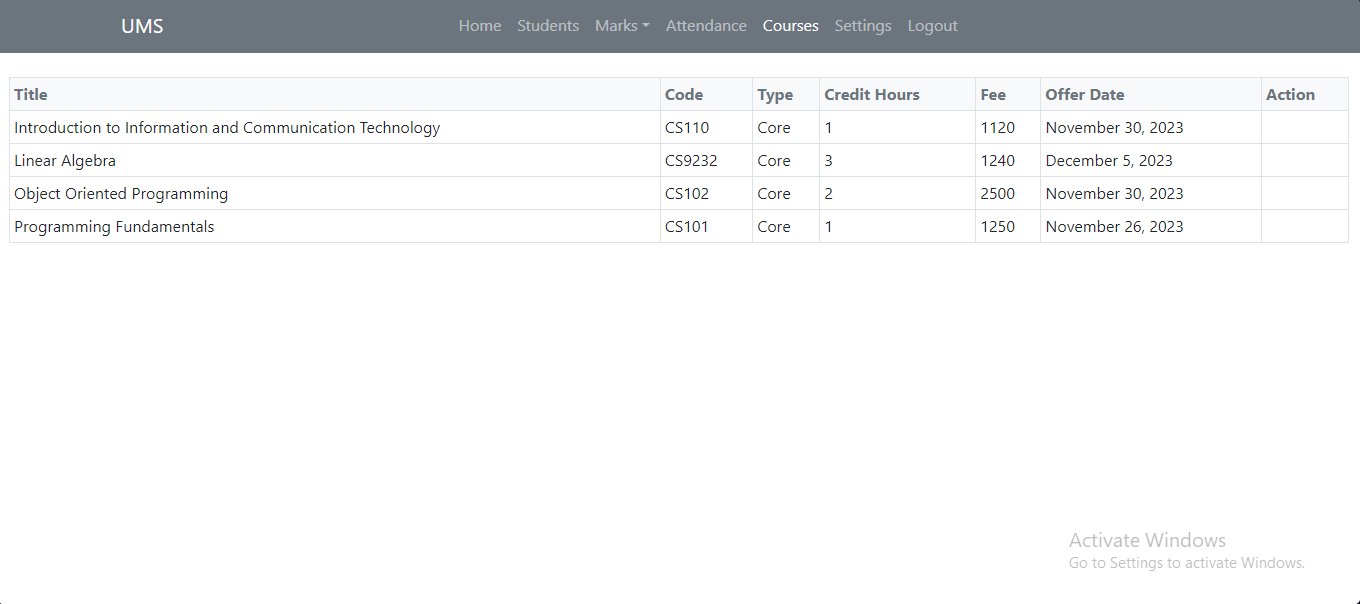 UMS Home Students Marks Attendance Courses Settings Logout
Title Code Type Credit Hours Fee Offer Date Action
Introduction to Information and Communication Technology CS110 Core 1 1120 November 30, 2023
Linear Algebra CS9232 Core 3 1240 December 5, 2023
Object Oriented Programming CS102 Core 2 2500 November 30, 2023
Programming Fundamentals CS101 Core 1 1250 November 26, 2023
Activate Windows
Go to Settings to activate Windows.